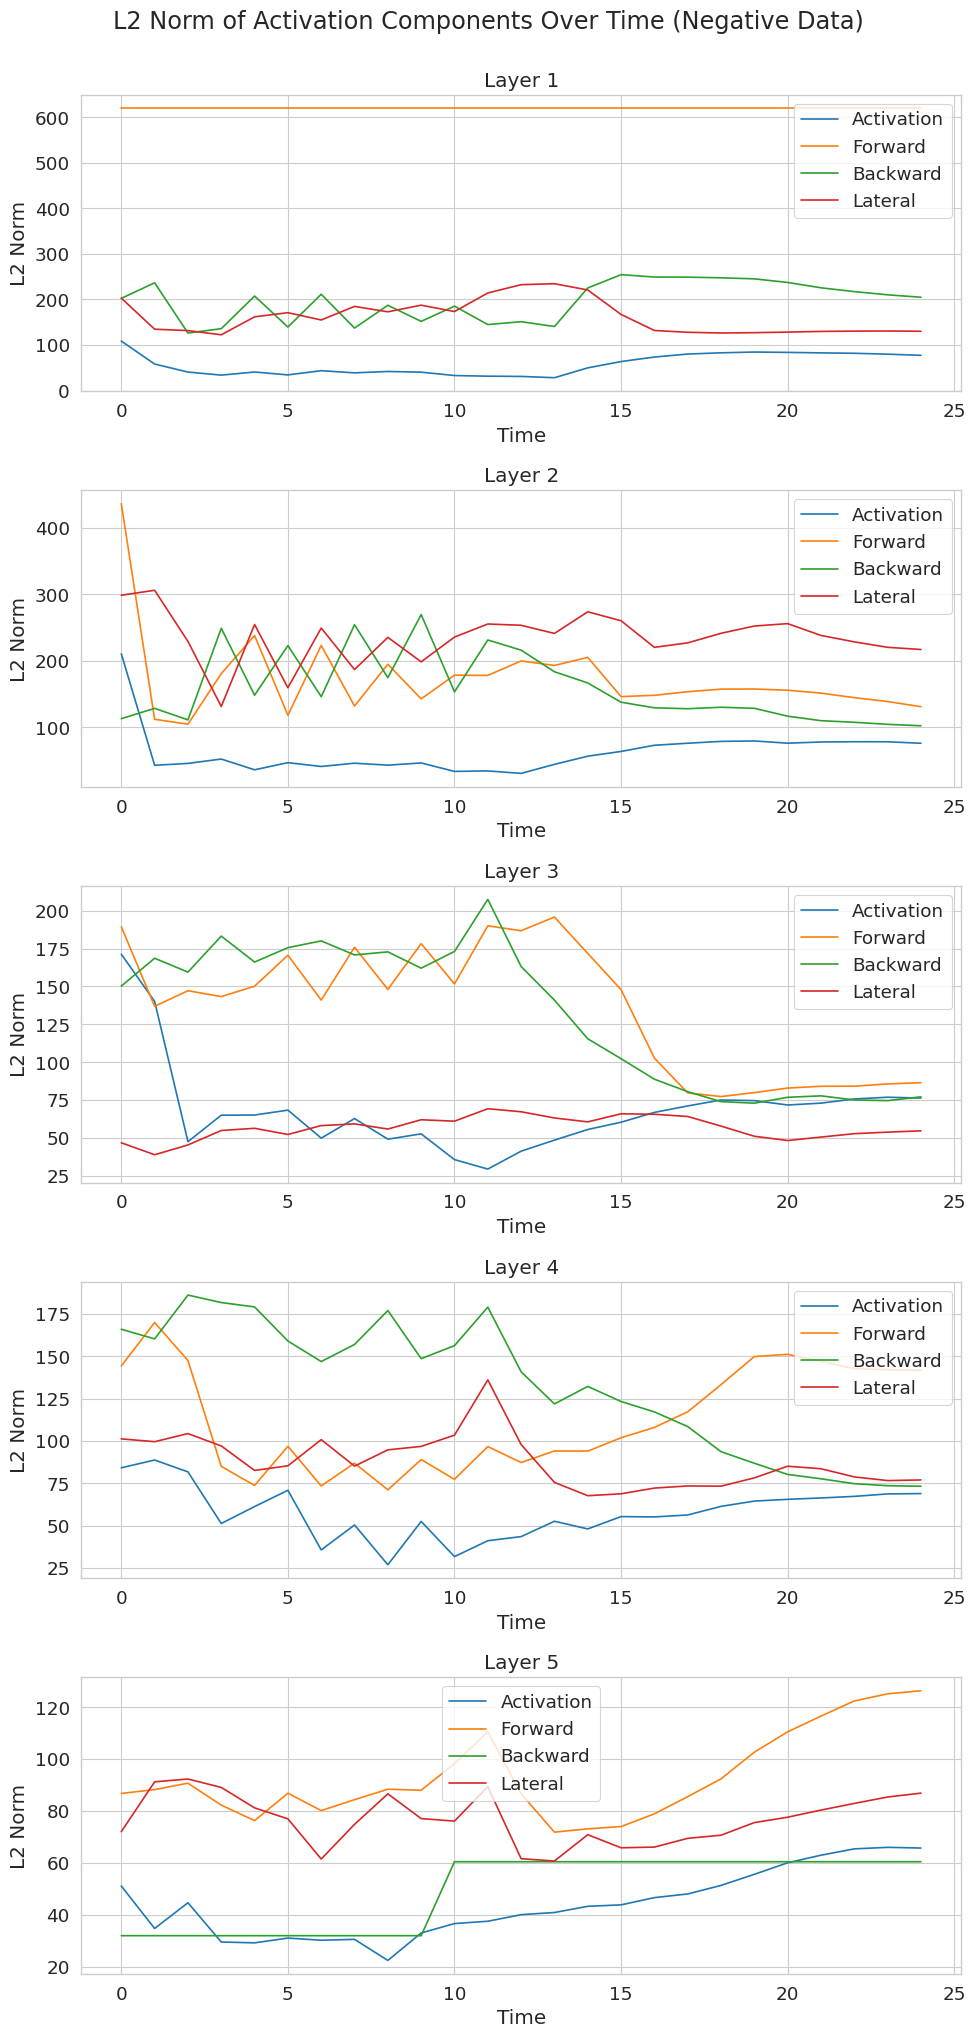 L2 Norm of Activation Components Over Time (Negative Data)
Layer 1
600
500
400
300
200
100
0
L2 Norm
Activation
Forward
Backward
Lateral
0 5 10 15 20 25
Time
Layer 2
400
300
200
100
L2 Norm
Activation
Forward
Backward
Lateral
0 5 10 15 20 25
Time
Layer 3
200
175
150
125
100
75
50
25
L2 Norm
Activation
Forward
Backward
Lateral
0 5 10 15 20 25
Time
Layer 4
175
150
125
100
75
50
25
L2 Norm
Activation
Forward
Backward
Lateral
0 5 10 15 20 25
Time
Layer 5
120
100
80
60
40
20
L2 Norm
Activation
Forward
Backward
Lateral
0 5 10 15 20 25
Time